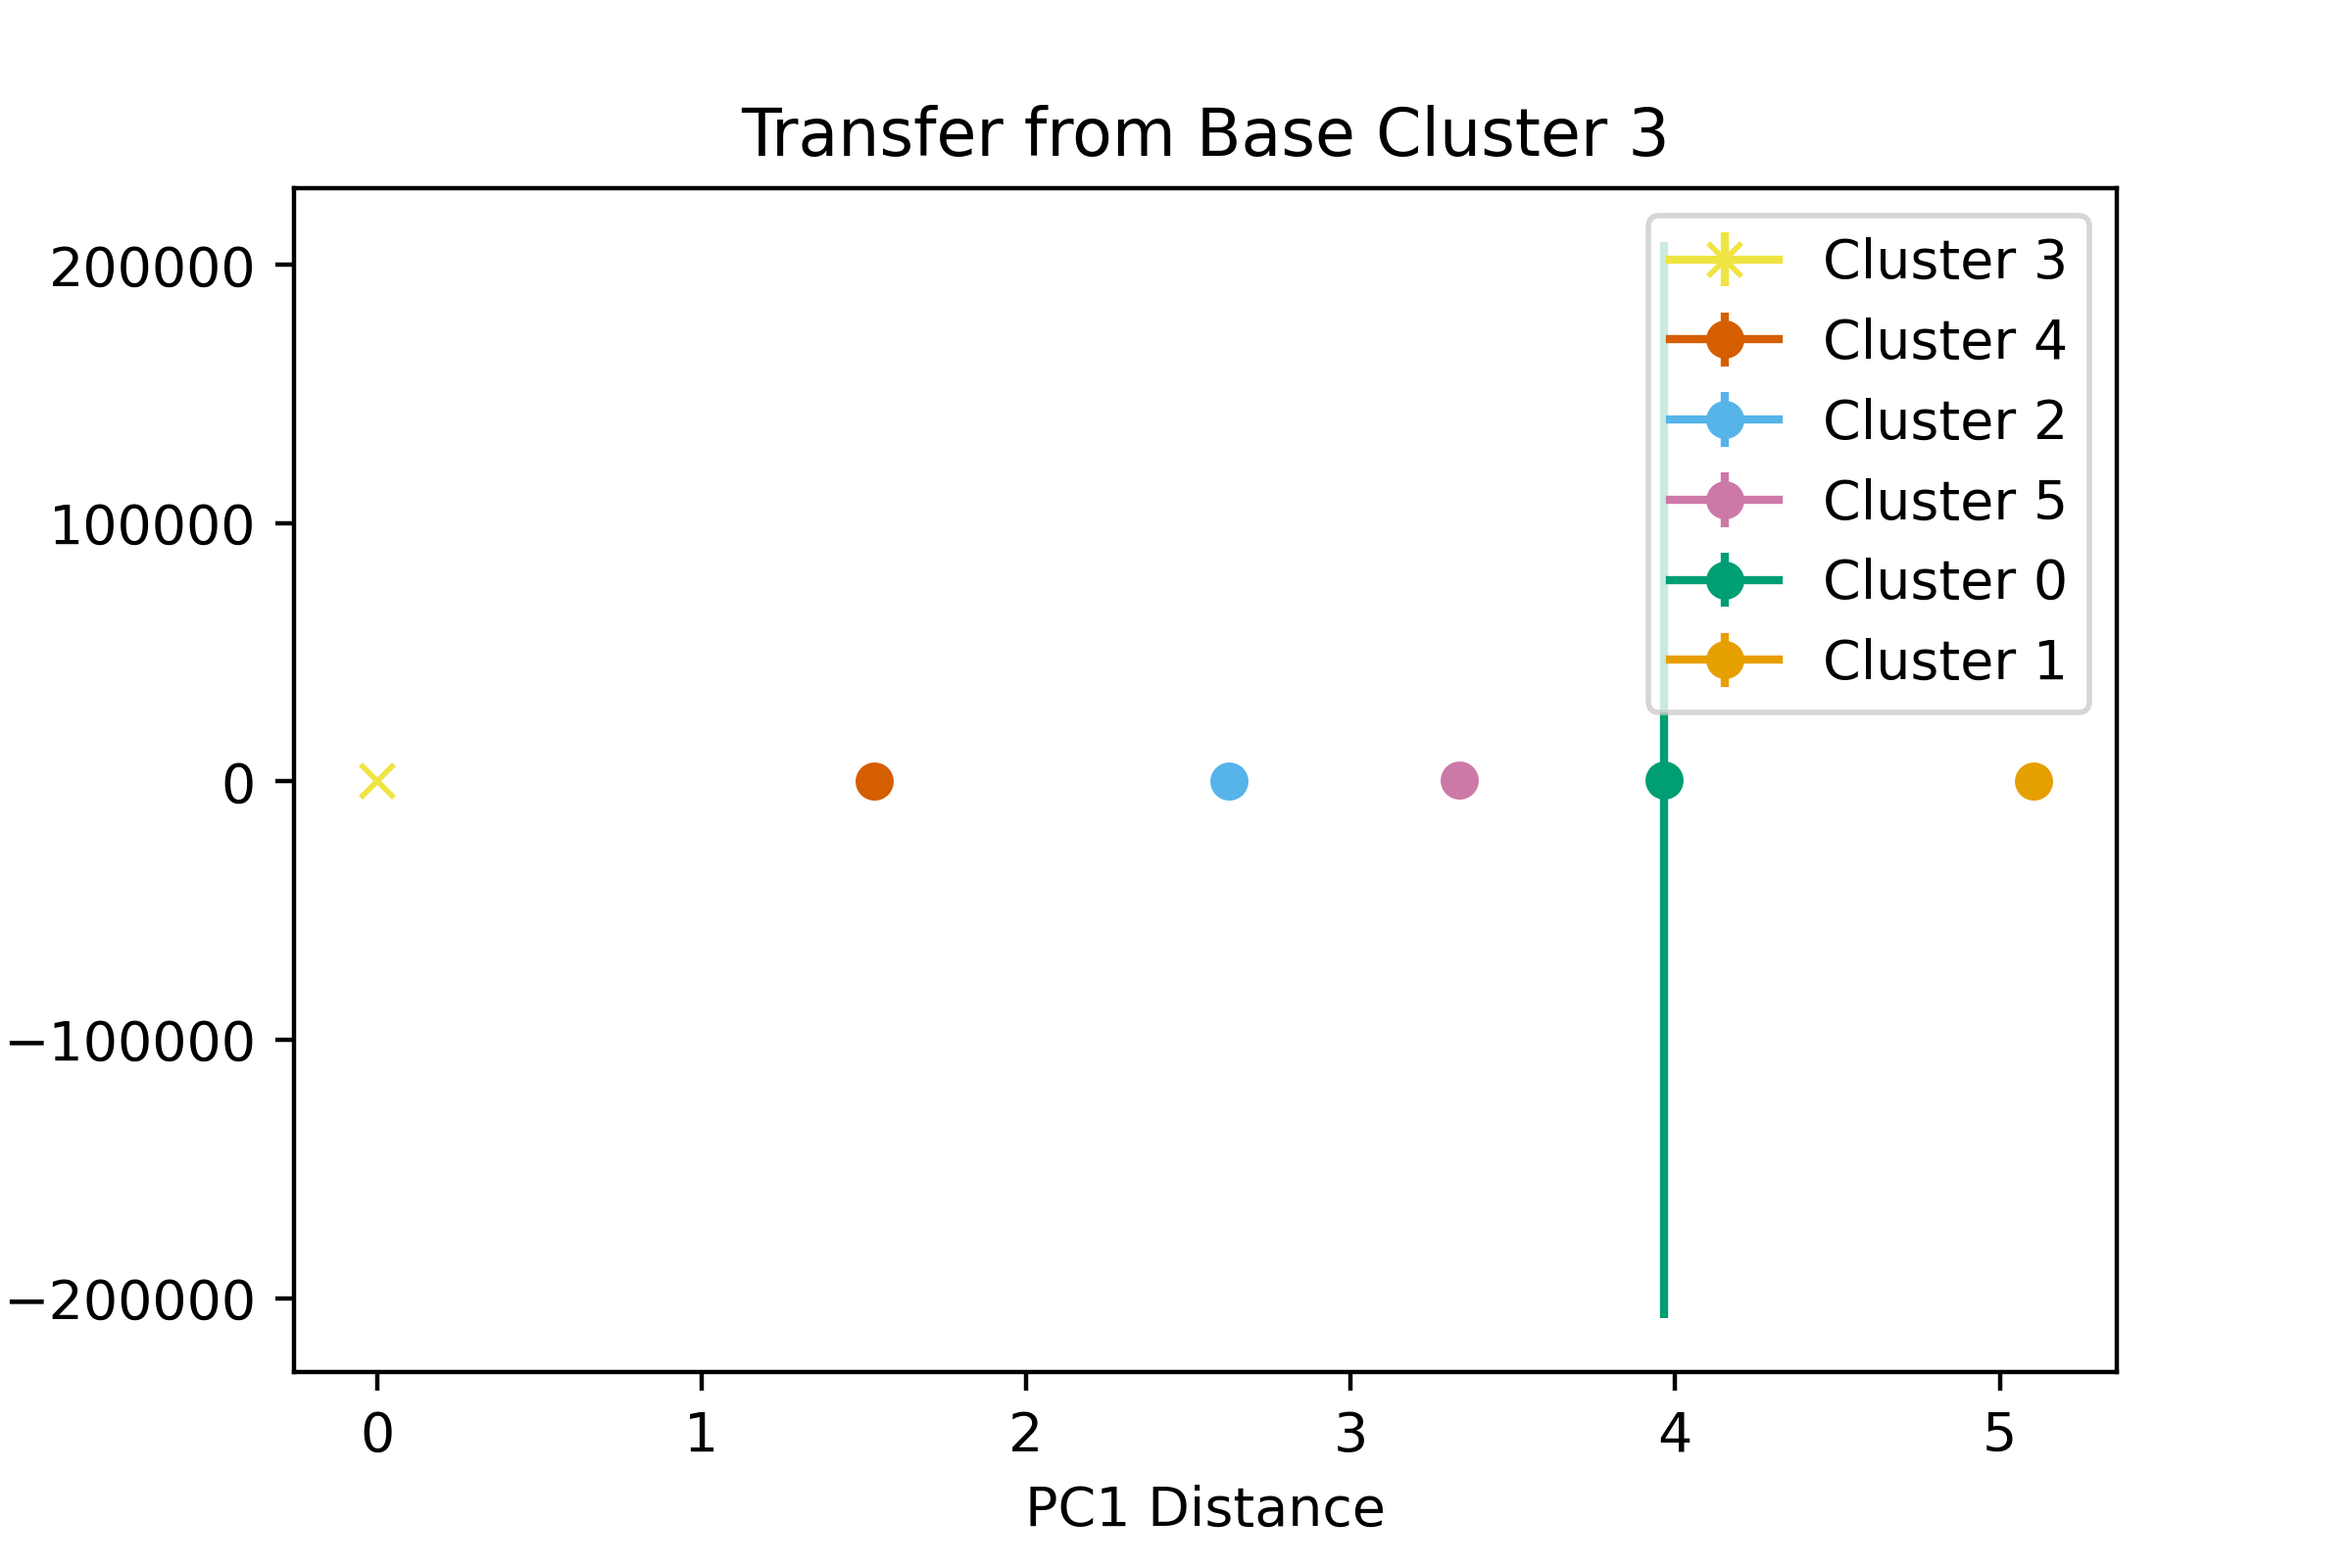 Transfer from Base Cluster 3
200000
100000
0
−100000
−200000
Cluster 3
Cluster 4
Cluster 2
Cluster 5
Cluster 0
Cluster 1
0 1 2 3 4 5
PC1 Distance